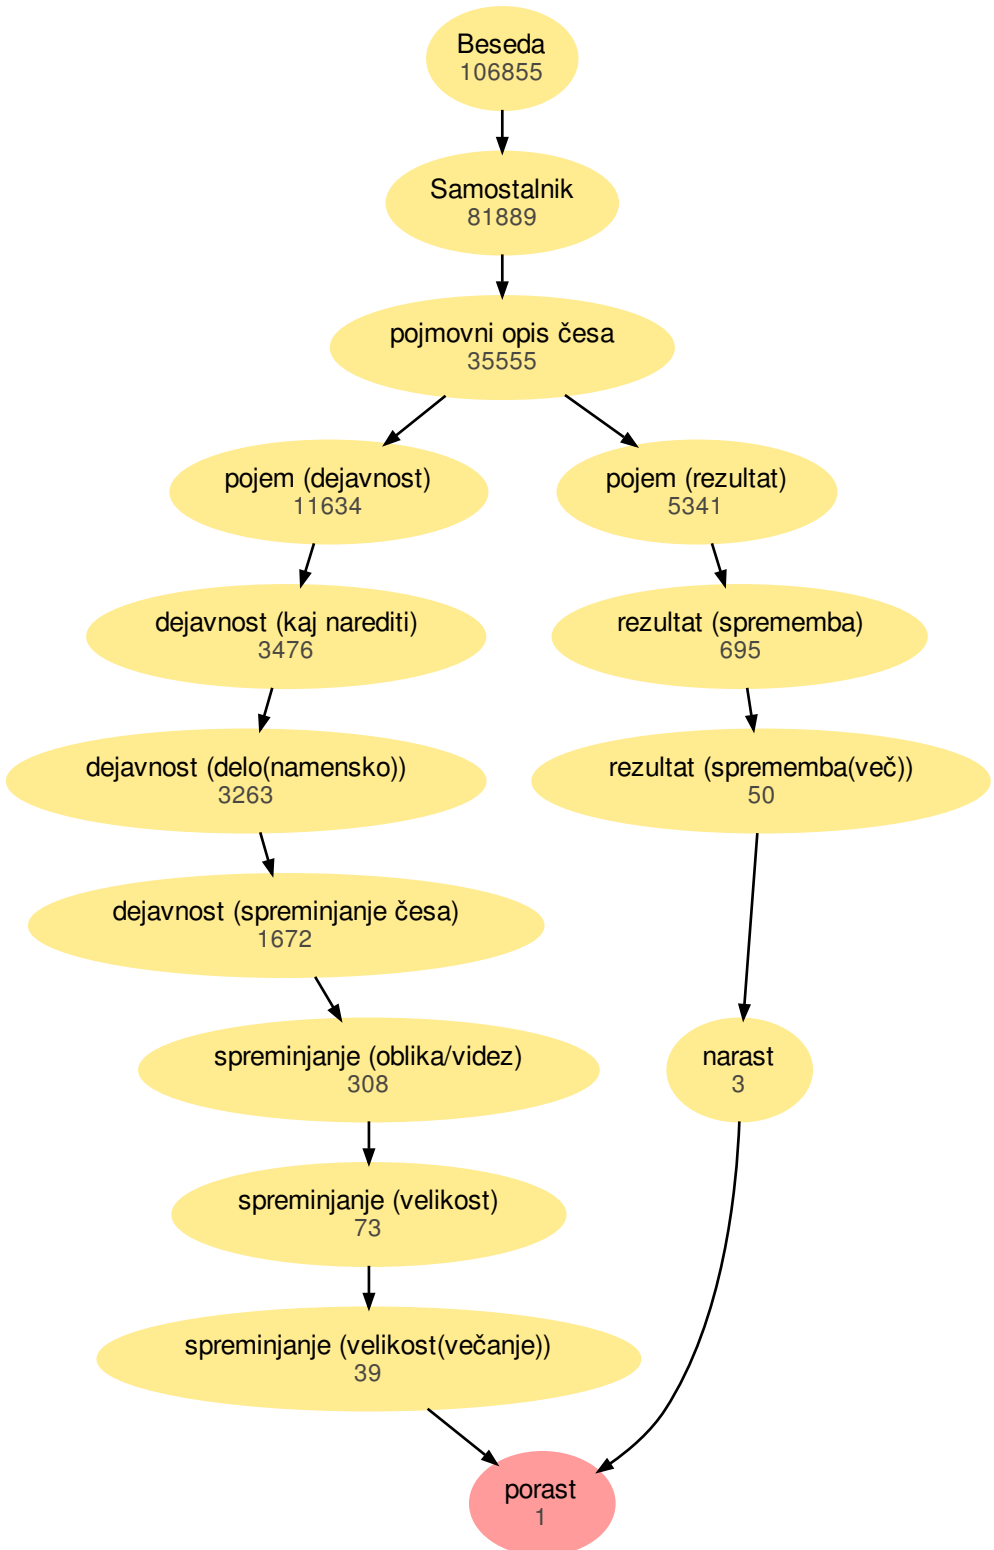 Beseda
106855
Samostalnik
81889
pojmovni opis česa
35555
pojem (dejavnost)
11634
pojem (rezultat)
5341
dejavnost (kaj narediti)
3476
rezultat (sprememba)
695
dejavnost (delo(namensko))
3263
rezultat (sprememba(več))
50
dejavnost (spreminjanje česa)
1672
spreminjanje (oblika/videz)
308
narast
3
spreminjanje (velikost)
73
spreminjanje (velikost(večanje))
39
porast
1